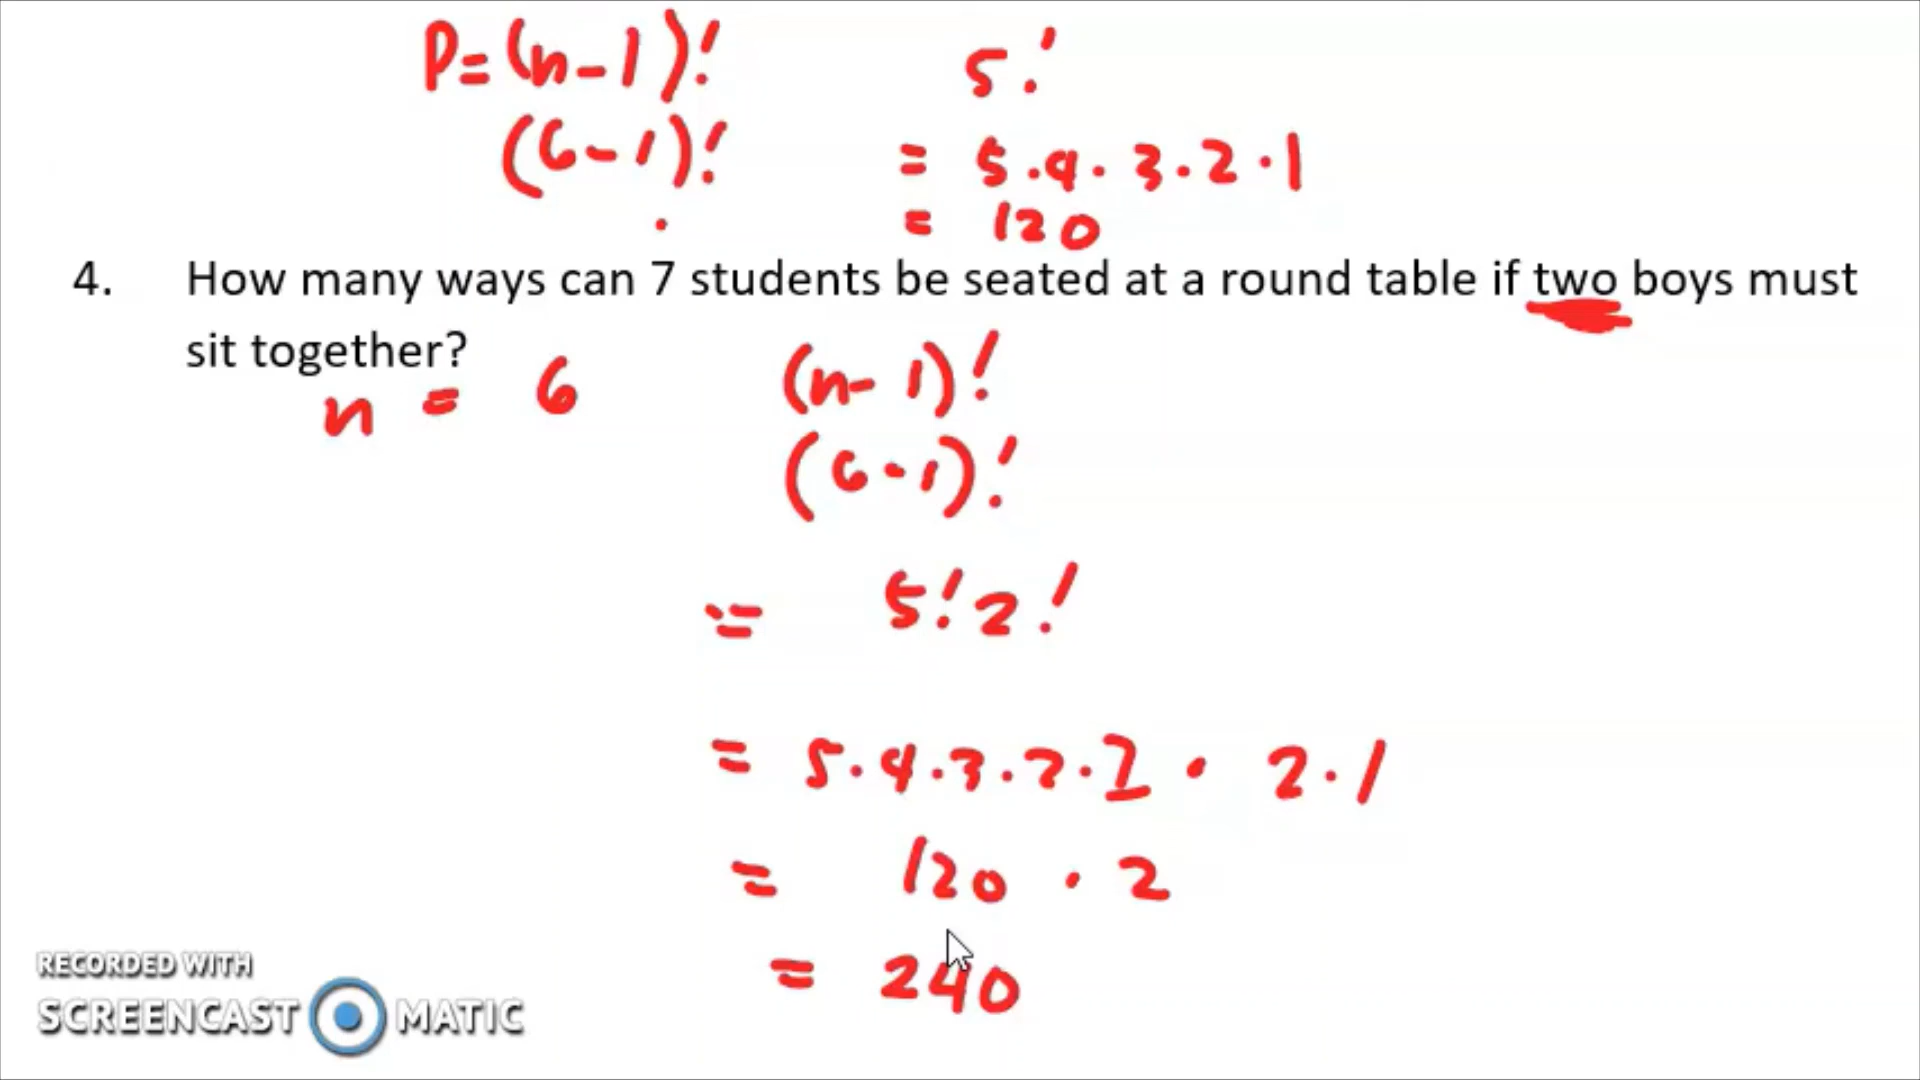 P=(n-1)! 5!
(6-1)! = 5.4.3.2.1
= 120
4. How many ways can 7 students be seated at a round table if two boys must
sit together?
n = 6 (n-1)!
(6-1)!
= 5!2!
= 5.4.3.2.1 . 2.1
= 120 . 2
= 240
RECORDED WITH
SCREENCAST MATIC